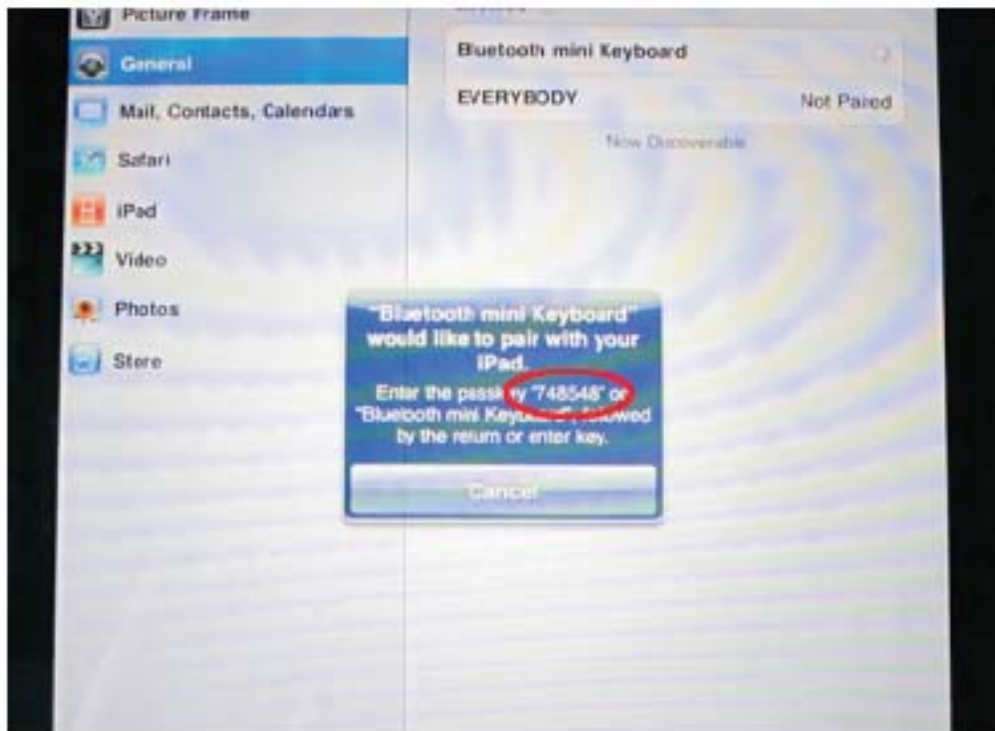 Picture Frame
General
Mail, Contacts, Calendars
Safari
iPad
Video
Photos
Store
Bluetooth mini Keyboard
EVERYBODY Not Paired
Now Discoverable
"Bluetooth mini Keyboard"
would like to pair with your
iPad.
Enter the passkey "748548" on
"Bluetooth mini Keyboard", followed
by the return or enter key.
Cancel